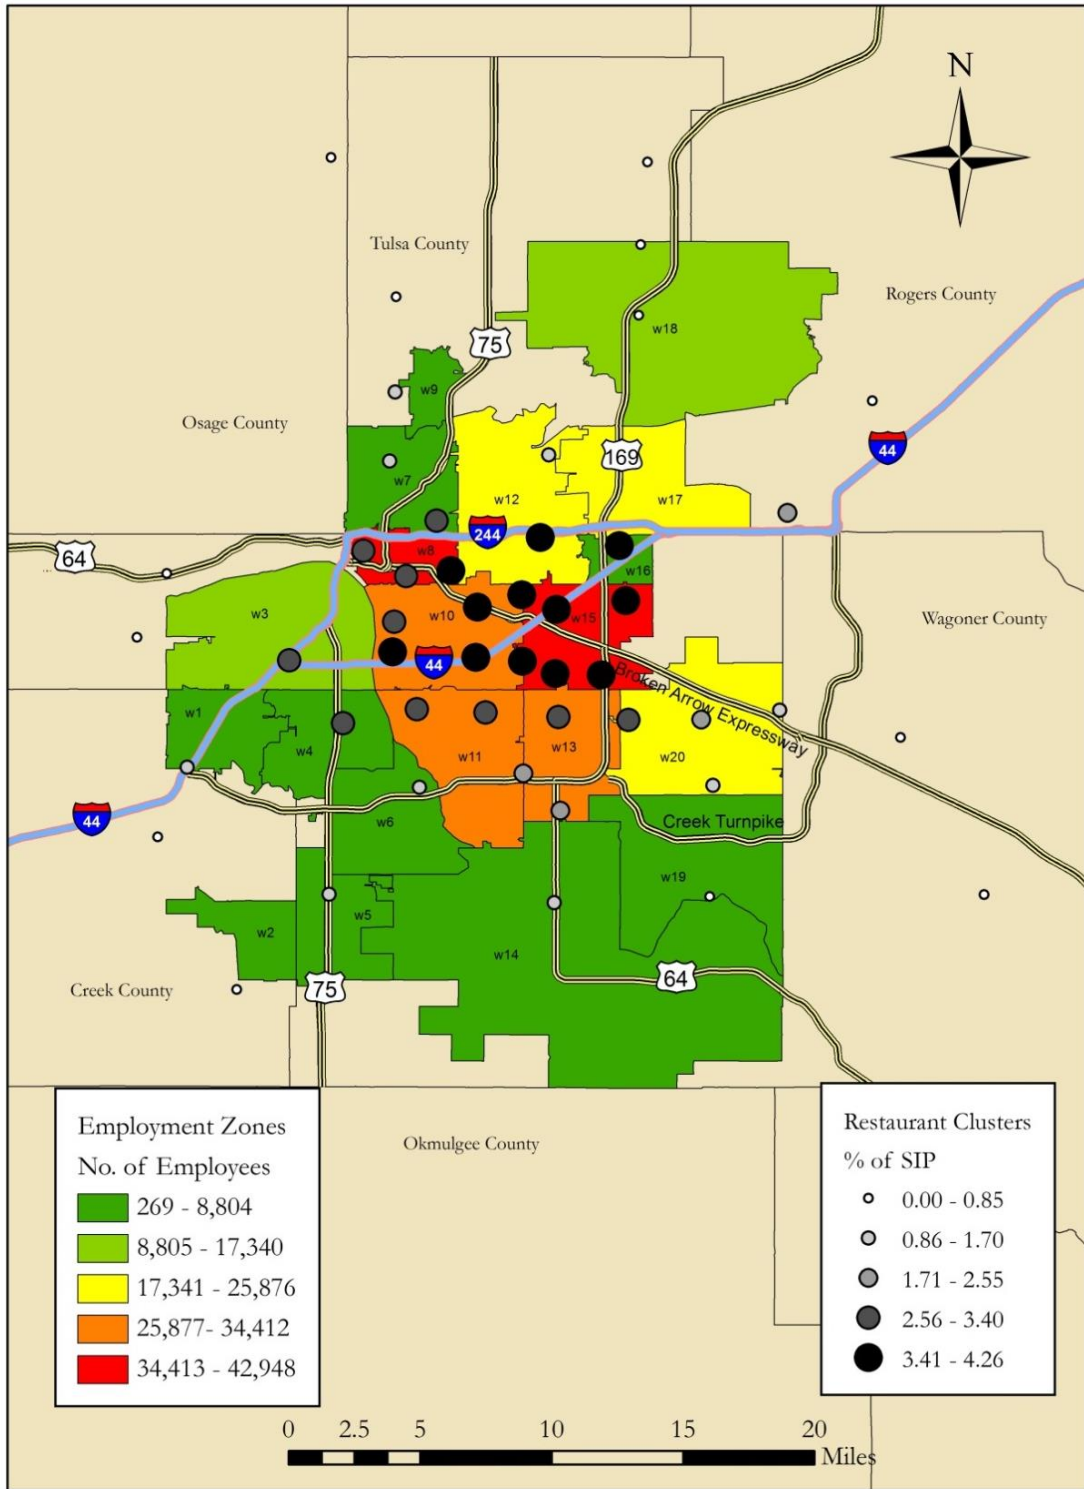 N
Tulsa County
Rogers County
w18
75
w9
Osage County
44
169
w7
w12
w17
244
w8
64
w16
w3
w10
w15
Wagoner County
44
Broken Arrow Expressway
w1
w4
w11
w13
w20
44
w6
Creek Turnpike
w19
w2
w5
w14
64
Creek County
75
Okmulgee County
Employment Zones
No. of Employees
269 - 8,804
8,805 - 17,340
17,341 - 25,876
25,877- 34,412
34,413 - 42,948
Restaurant Clusters
% of SIP
0.00 - 0.85
0.86 - 1.70
1.71 - 2.55
2.56 - 3.40
3.41 - 4.26
0 2.5 5 10 15 20
Miles